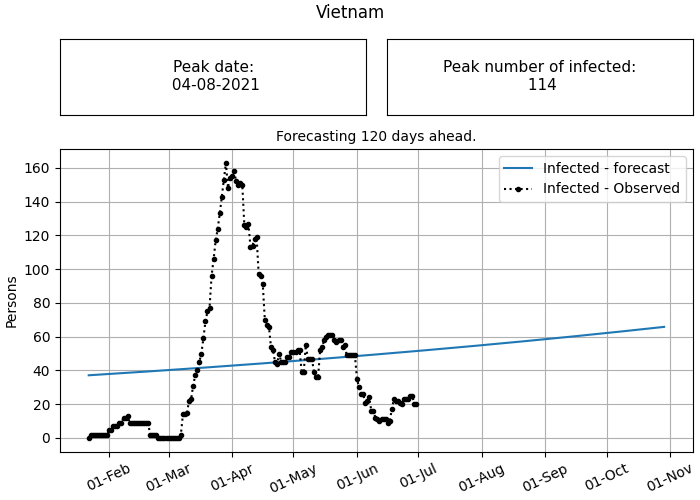 Vietnam
Peak date:
04-08-2021
Peak number of infected:
114
Forecasting 120 days ahead.
Infected - forecast
Infected - Observed
Persons
160
140
120
100
80
60
40
20
0
01-Feb
01-Mar
01-Apr
01-May
01-Jun
01-Jul
01-Aug
01-Sep
01-Oct
01-Nov